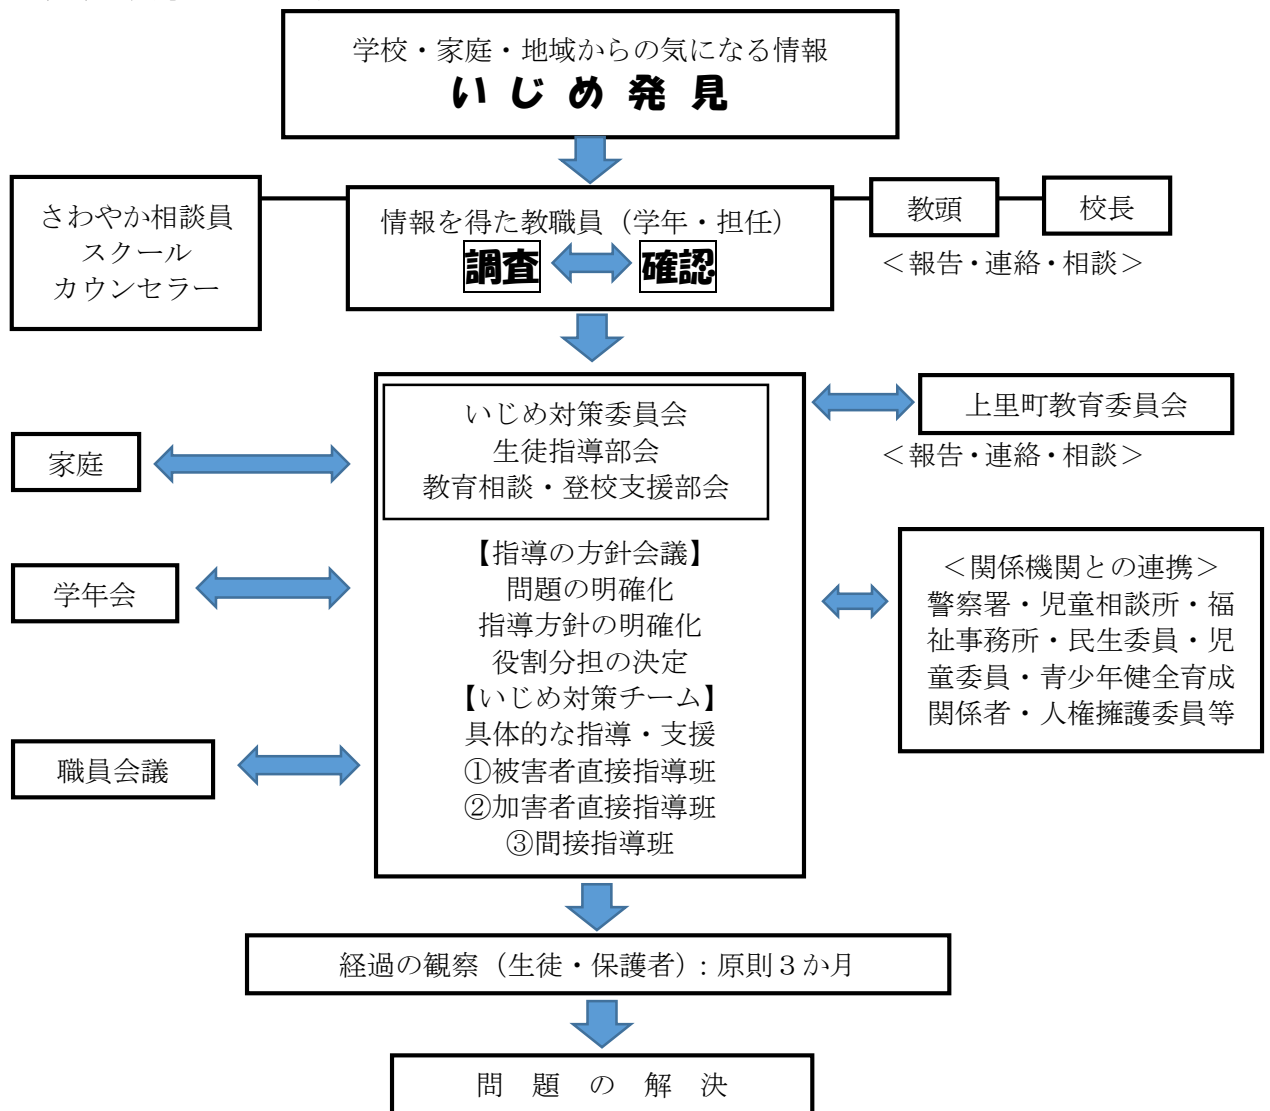 学校・家庭・地域からの気になる情報
いじめ発見
さわやか相談員
スクール
カウンセラー
情報を得た教職員（学年・担任）
調査
確認
教頭
校長
＜報告・連絡・相談＞
いじめ対策委員会
生徒指導部会
教育相談・登校支援部会
上里町教育委員会
＜報告・連絡・相談＞
家庭
学年会
職員会議
【指導の方針会議】
問題の明確化
指導方針の明確化
役割分担の決定
【いじめ対策チーム】
具体的な指導・支援
①被害者直接指導班
②加害者直接指導班
③間接指導班
＜関係機関との連携＞
警察署・児童相談所・福
祉事務所・民生委員・児
童委員・青少年健全育成
関係者・人権擁護委員等
経過の観察（生徒・保護者）：原則３か月
問　題　の　解　決